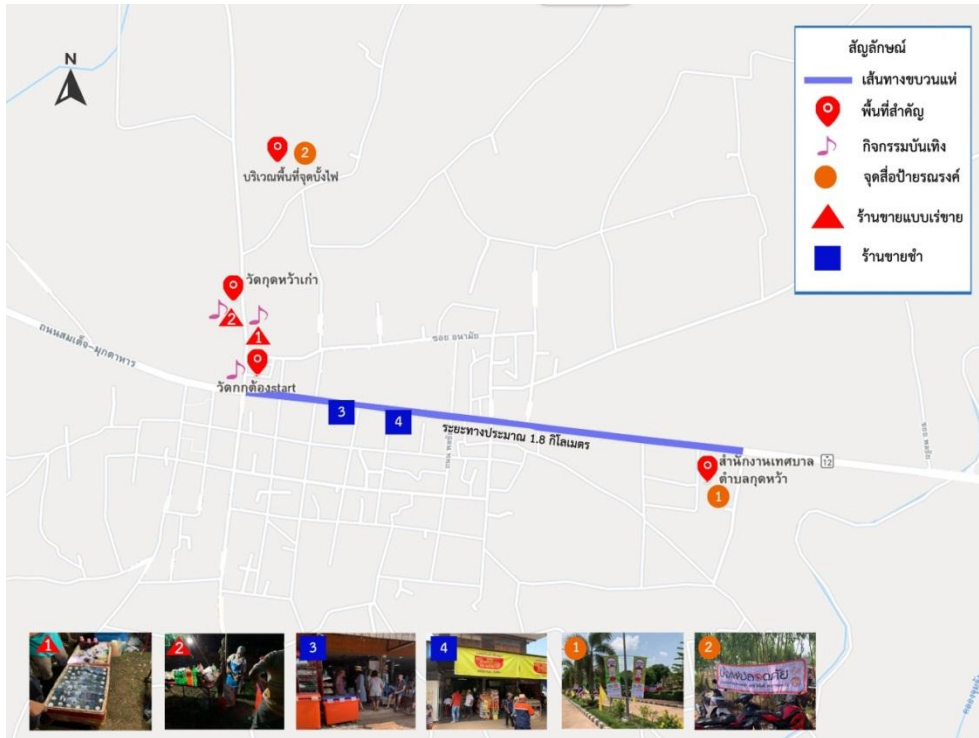 N
สัญลักษณ์
เส้นทางขบวนแห่
พื้นที่สำคัญ
กิจกรรมบันเทิง
จุดสื่อป้ายรณรงค์
ร้านขายแบบเร่ขาย
ร้านขายชำ
2
บริเวณพื้นที่จุดบั้งไฟ
วัดกุดหว้าเก่า
2
1
ถนนสมเด็จ-มุกดาหาร
ซอย อนามัย
วัดกกต้องstart
3
4
ระยะทางประมาณ 1.8 กิโลเมตร
สำนักงานเทศบาล
ตำบลกุดหว้า
12
1
1
2
3
4
1
2